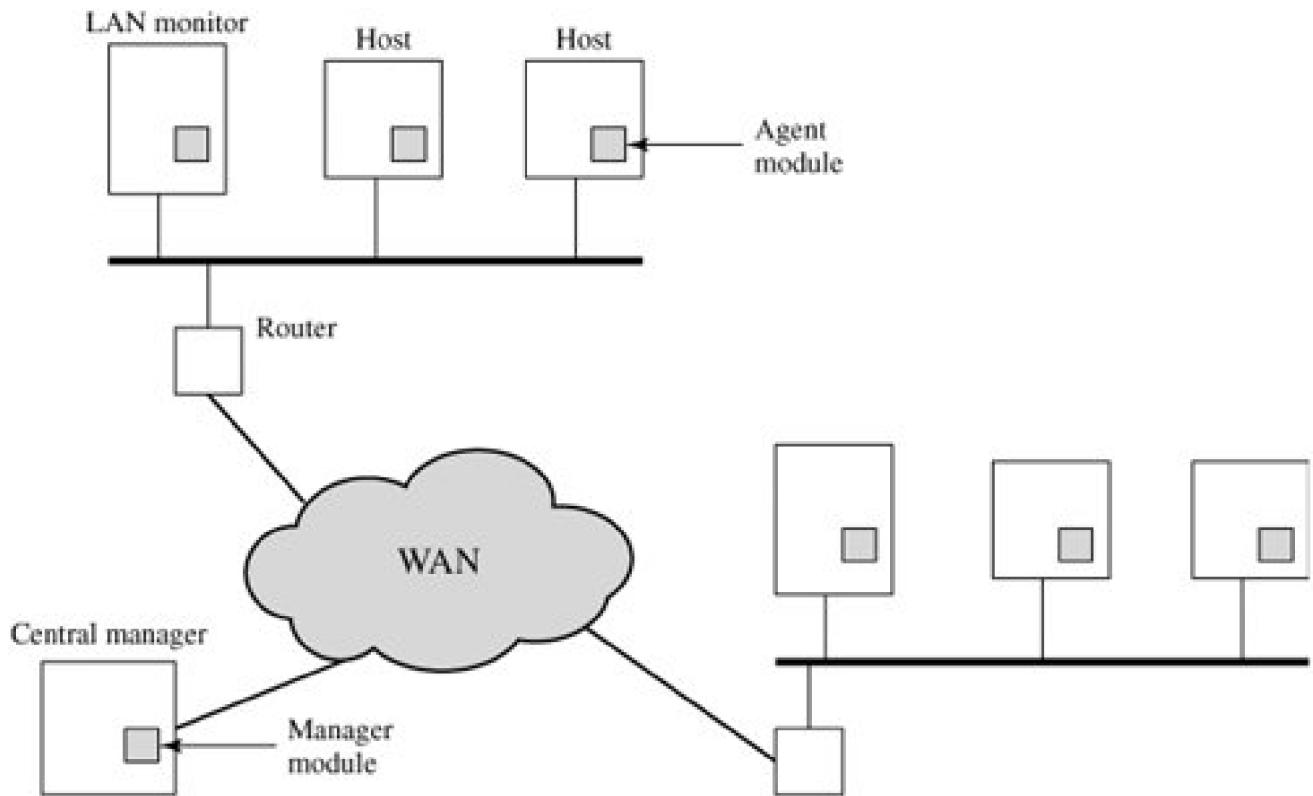 LAN monitor
Host
Host
Agent
module
Router
WAN
Central manager
Manager
module